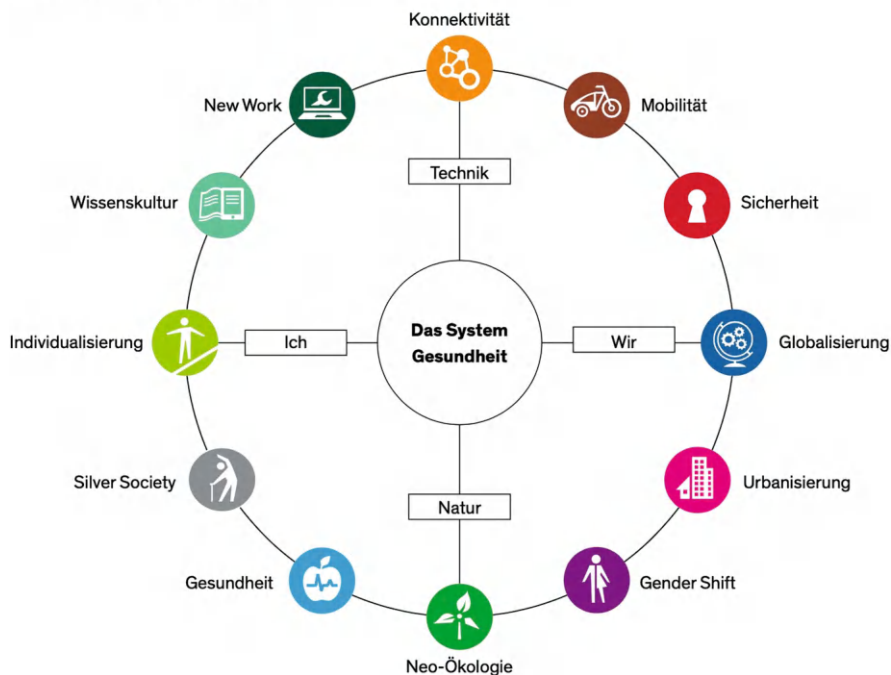 Konnektivität
New Work
Mobilität
Technik
Wissenskultur
Sicherheit
Individualisierung
Ich
Das System
Gesundheit
Wir
Globalisierung
Silver Society
Urbanisierung
Natur
Gesundheit
Gender Shift
Neo-Ökologie